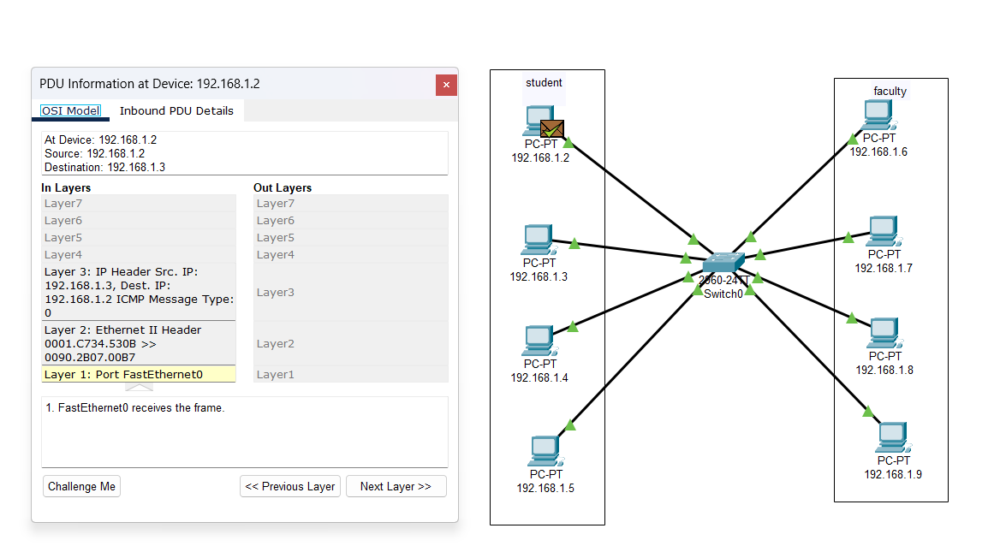 PDU Information at Device: 192.168.1.2
OSI Model
Inbound PDU Details
At Device: 192.168.1.2
Source: 192.168.1.2
Destination: 192.168.1.3
In Layers
Layer7
Layer6
Layer5
Layer4
Layer 3: IP Header Src. IP:
192.168.1.3, Dest. IP:
192.168.1.2 ICMP Message Type:
0
Layer 2: Ethernet II Header
0001.C734.530B >>
0090.2B07.00B7
Layer 1: Port FastEthernet0
Out Layers
Layer7
Layer6
Layer5
Layer4
Layer3
Layer2
Layer1
1. FastEthernet0 receives the frame.
Challenge Me
<< Previous Layer
Next Layer >>
student
PC-PT
192.168.1.2
PC-PT
192.168.1.3
PC-PT
192.168.1.4
PC-PT
192.168.1.5
2960-24TT
Switch0
faculty
PC-PT
192.168.1.6
PC-PT
192.168.1.7
PC-PT
192.168.1.8
PC-PT
192.168.1.9